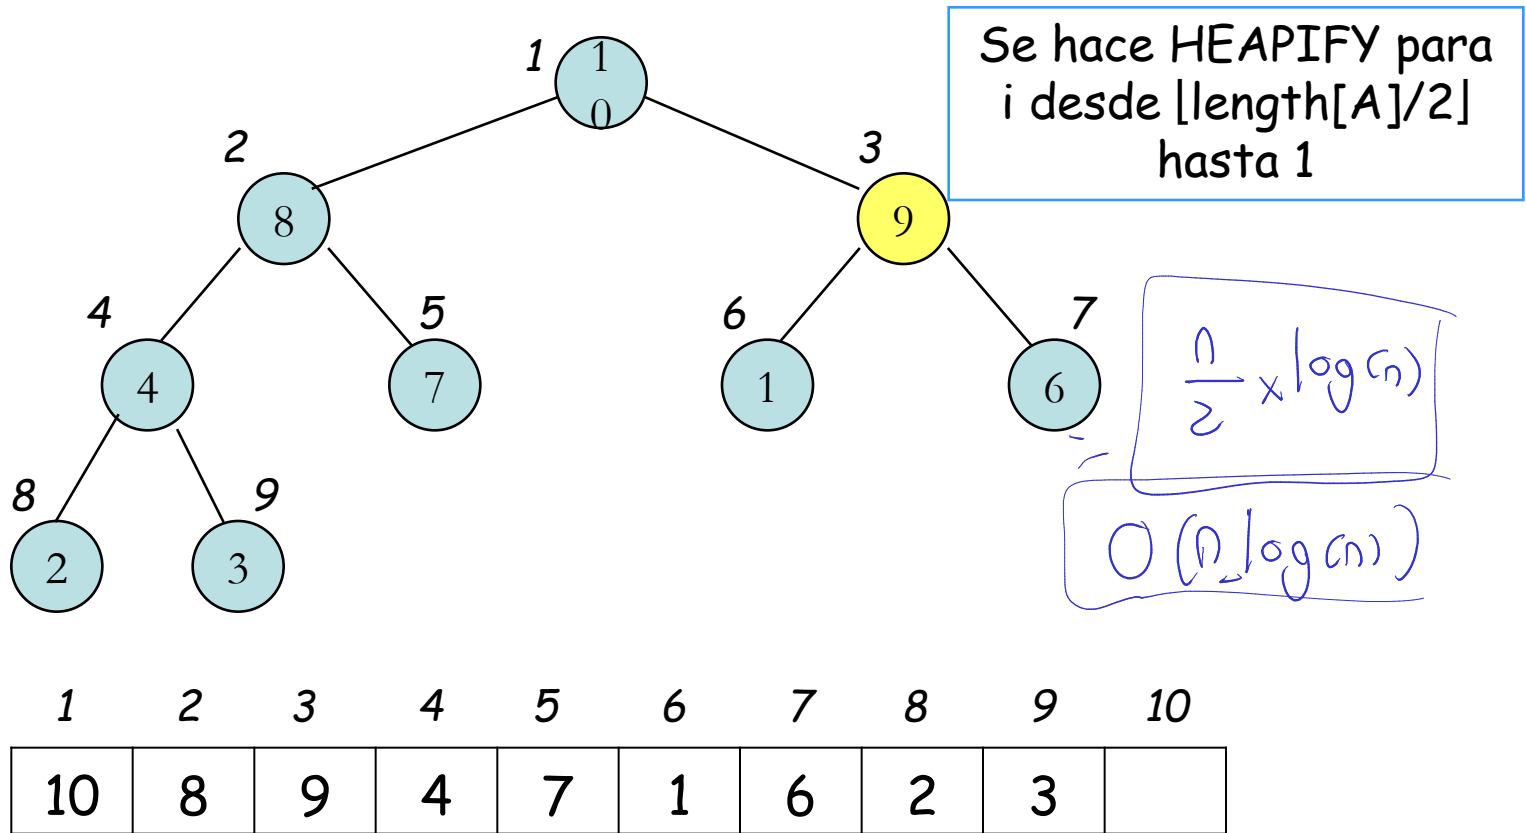 Se hace HEAPIFY para
i desde ⌊length[A]/2⌋
hasta 1
1
1
0
2
3
8
9
4
5
6
7
4
7
1
6
8
9
2
3
n/2 × log(n)
O(n log(n))
1 2 3 4 5 6 7 8 9 10
10 8 9 4 7 1 6 2 3